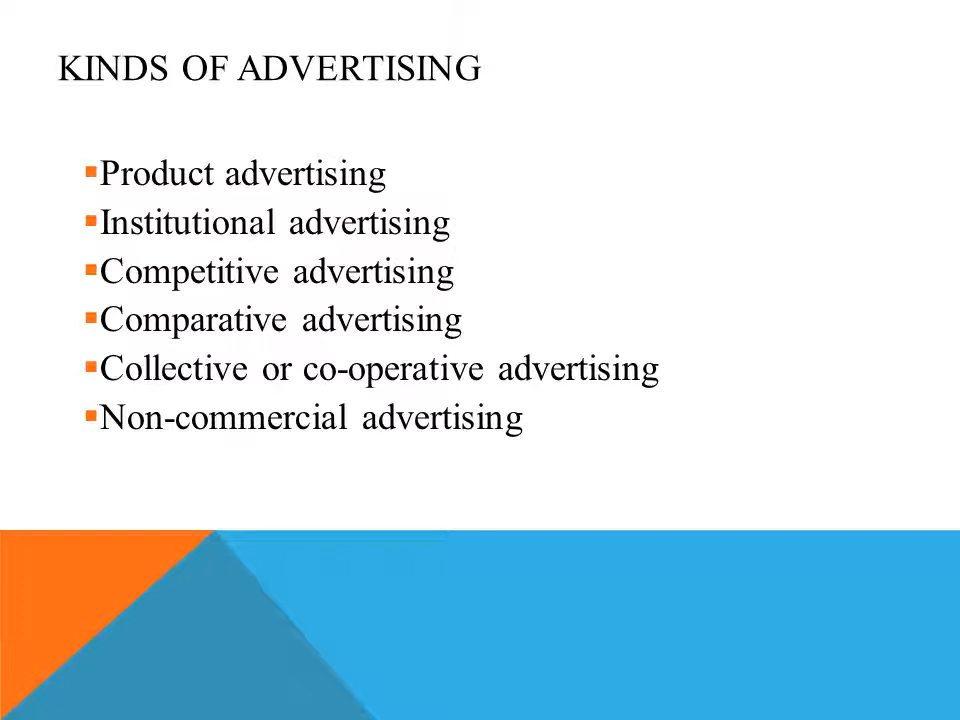 KINDS OF ADVERTISING
▪Product advertising
▪Institutional advertising
▪Competitive advertising
▪Comparative advertising
▪Collective or co-operative advertising
▪Non-commercial advertising